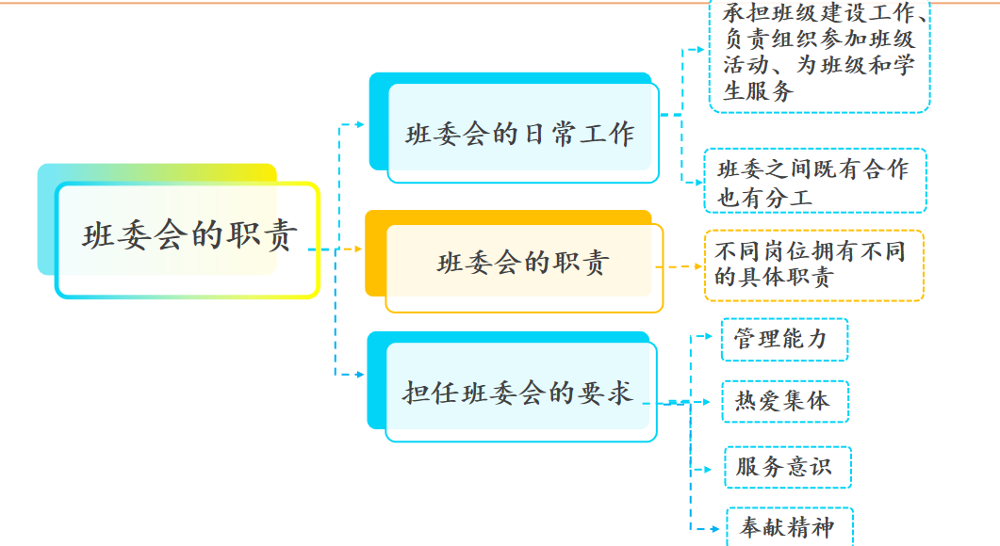 班委会的职责
班委会的日常工作
承担班级建设工作、
负责组织参加班级
活动、为班级和学
生服务
班委之间既有合作
也有分工
班委会的职责
不同岗位拥有不同
的具体职责
担任班委会的要求
管理能力
热爱集体
服务意识
奉献精神